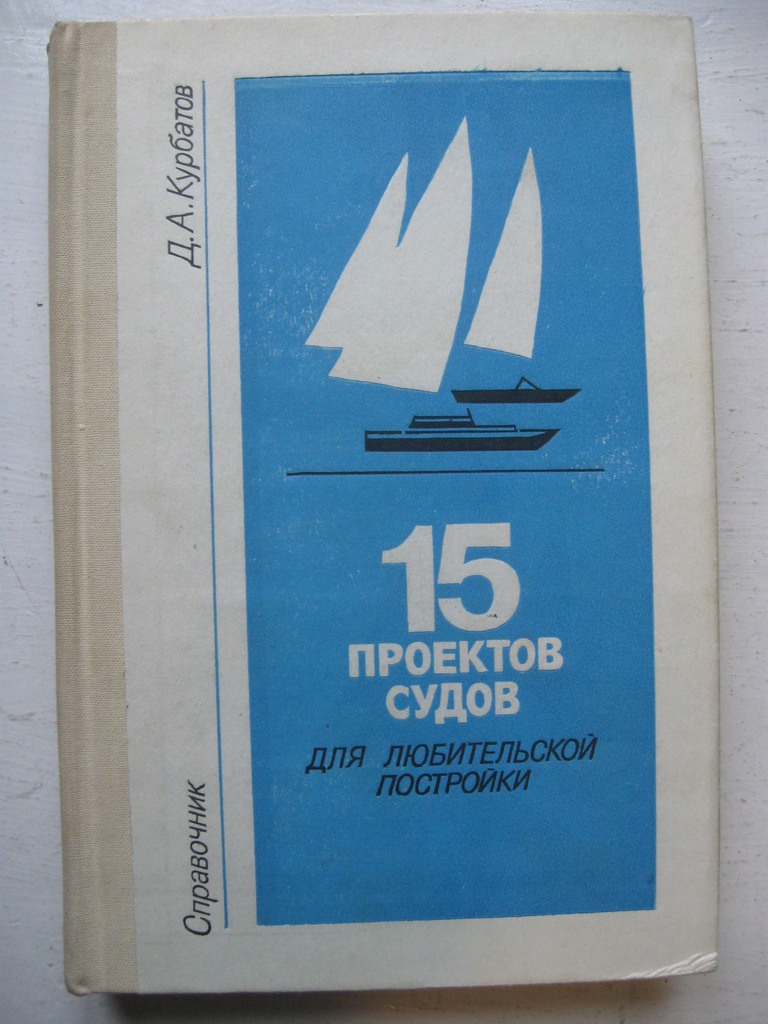 Д.А.Курбатов
15
ПРОЕКТОВ
СУДОВ
ДЛЯ ЛЮБИТЕЛЬСКОЙ
ПОСТРОЙКИ
Справочник